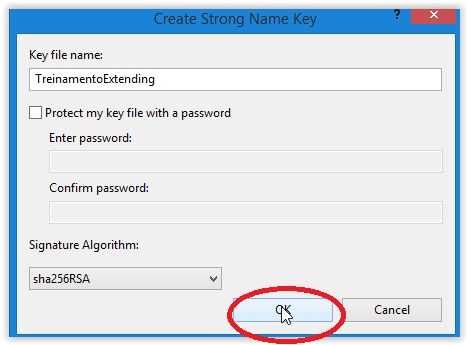 Create Strong Name Key
?
Key file name:
TreinamentoExtending
Protect my key file with a password
Enter password:
Confirm password:
Signature Algorithm:
sha256RSA
OK
Cancel